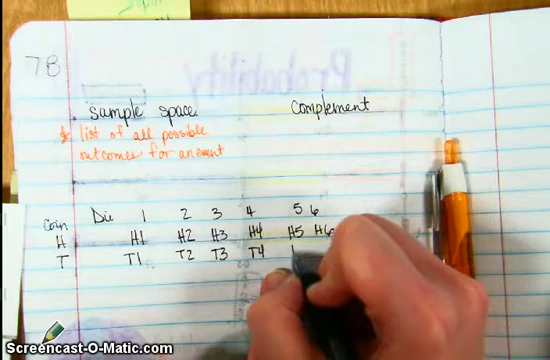 78
Sample space    Complement
* list of all possible
outcomes for an event
Die 1 2 3 4 5 6
Coin
H H1 H2 H3 H4 H5 H6
T T1 T2 T3 T4
Probability
Screencast-O-Matic.com